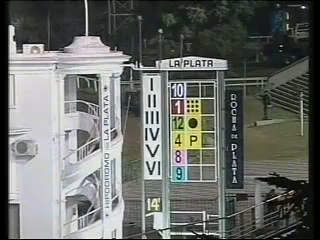 LA PLATA
10
1
12
4 P
8
9
I
II
III
IV
V
VI
ROCHA DE PLATA
HIPODROMO DE LA PLATA
14